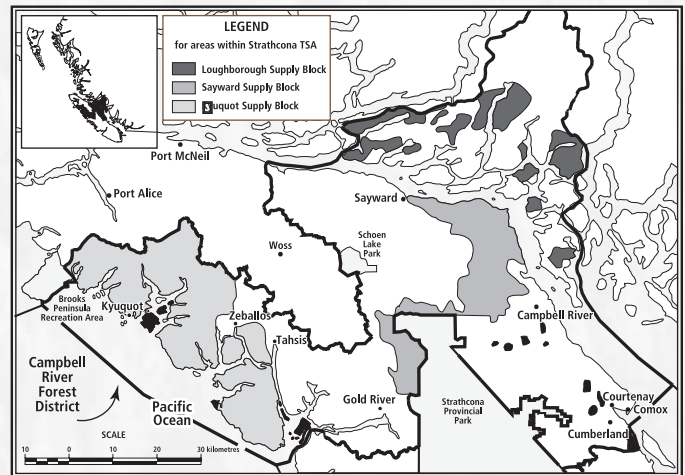 LEGEND
for areas within Strathcona TSA
Loughborough Supply Block
Sayward Supply Block
Suquot Supply Block
Port McNeil
Port Alice
Sayward
Woss
Schoen
Lake
Park
Brooks
Peninsula
Recreation Area
Kyuquot
Zeballos
Tahsis
Campbell River
Campbell
River
Forest
District
Pacific
Ocean
Gold River
Strathcona
Provincial
Park
Courtenay
Comox
Cumberland
SCALE
10 0 10 20 30 kilometres